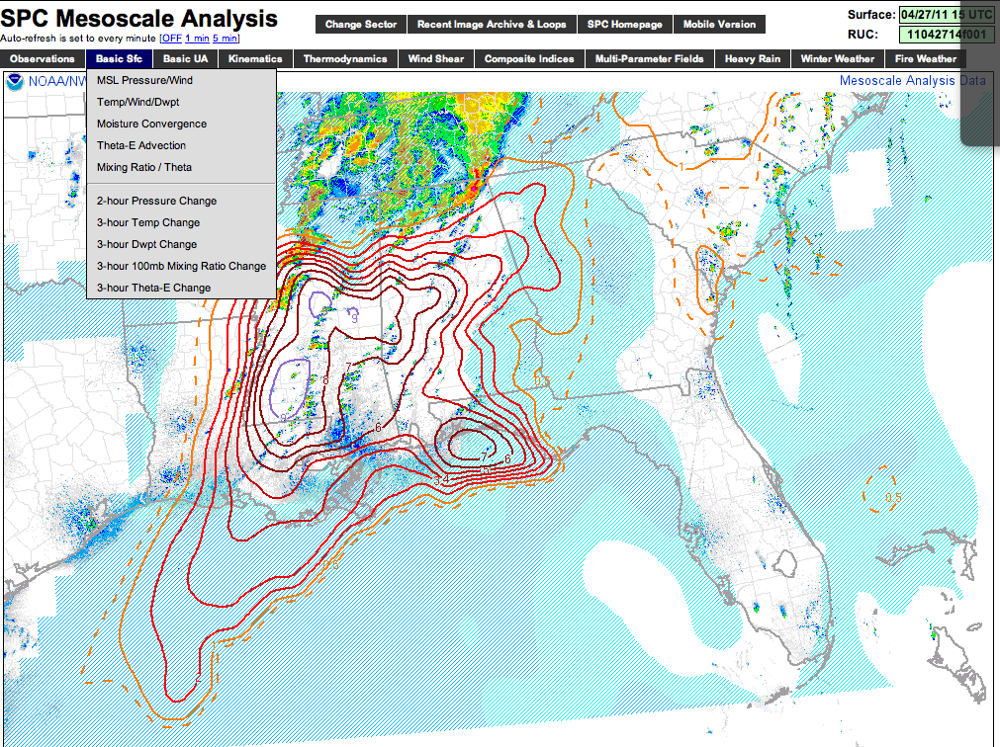 SPC Mesoscale Analysis
Auto-refresh is set to every minute [OFF 1 min 5 min]
Change Sector Recent Image Archive & Loops SPC Homepage Mobile Version
Surface: 04/27/11 15 UTC
RUC: 11042714f001
Observations Basic Sfc Basic UA Kinematics Thermodynamics Wind Shear Composite Indices Multi-Parameter Fields Heavy Rain Winter Weather Fire Weather
NOAA/NW
Mesoscale Analysis Data
MSL Pressure/Wind
Temp/Wind/Dwpt
Moisture Convergence
Theta-E Advection
Mixing Ratio / Theta
2-hour Pressure Change
3-hour Temp Change
3-hour Dwpt Change
3-hour 100mb Mixing Ratio Change
3-hour Theta-E Change
9
7
8
9
6
7
6
4
0.5
2